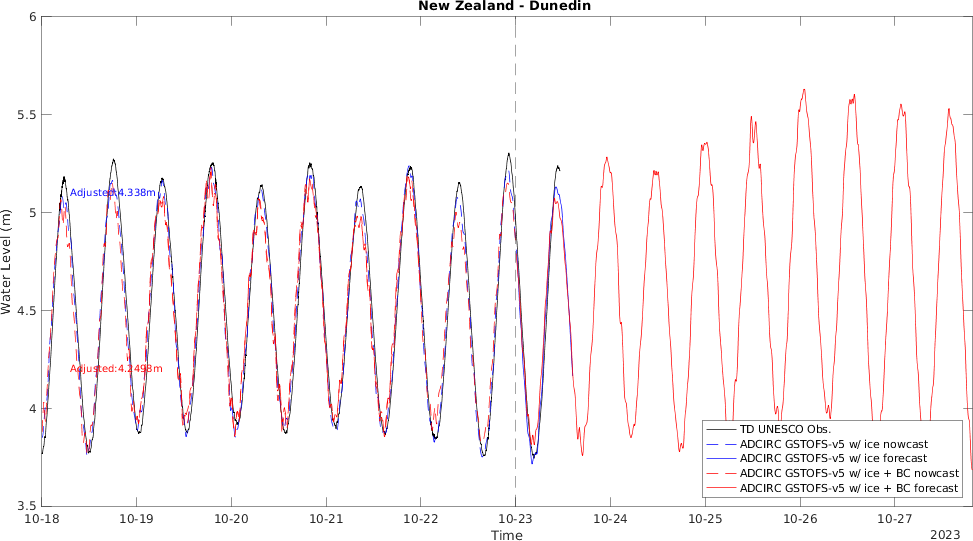 New Zealand - Dunedin
6
5.5
5
4.5
4
3.5
Water Level (m)
Adjusted:4.338m
Adjusted:4.2493m
TD UNESCO Obs.
ADCIRC GSTOFS-v5 w/ ice nowcast
ADCIRC GSTOFS-v5 w/ ice forecast
ADCIRC GSTOFS-v5 w/ ice + BC nowcast
ADCIRC GSTOFS-v5 w/ ice + BC forecast
10-18 10-19 10-20 10-21 10-22 10-23 10-24 10-25 10-26 10-27
Time
2023